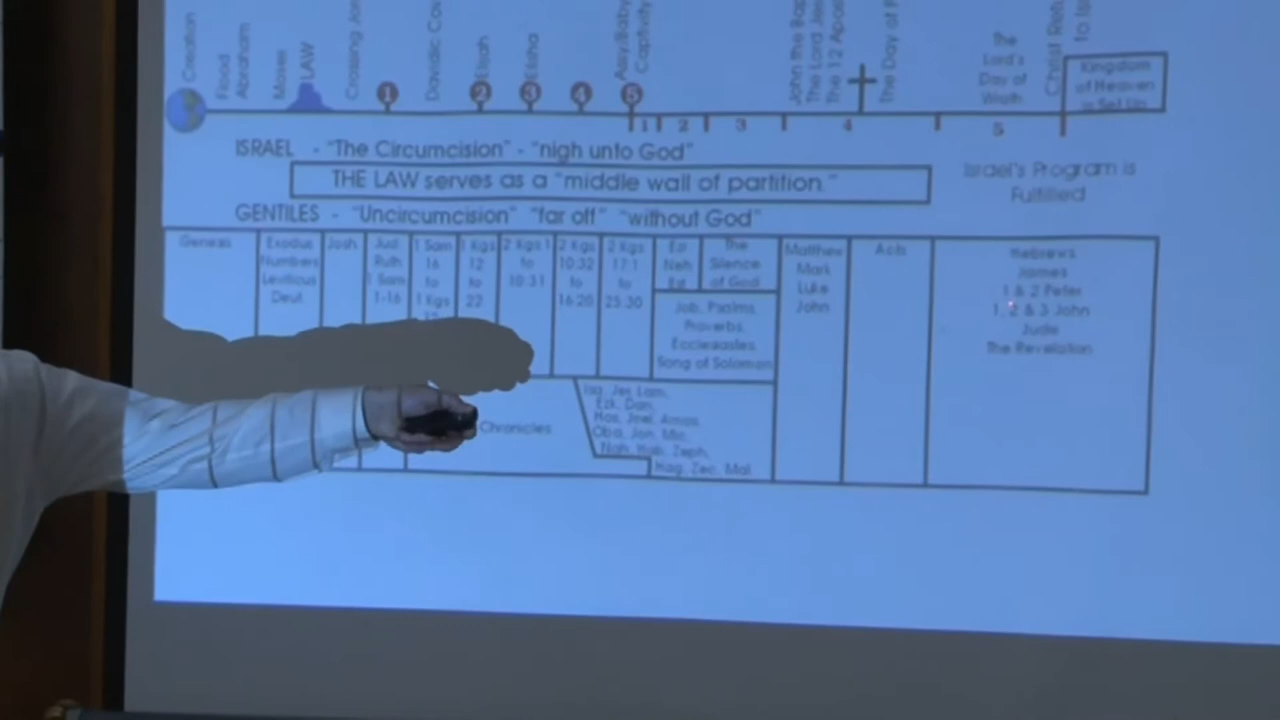 Creation
Flood
Abraham
Moses
LAW
Crossing
Davidic
Elijah
Elisha
Captivity
John the
The Lord
The 12
The Day of
The
Lord's
Day of
Wrath
Christ
to
Kingdom
of Heaven
is Set Up
1 2 3 4 5
1 2 3 4 5
ISRAEL - "The Circumcision" - "nigh unto God"
THE LAW serves as a "middle wall of partition."
Israel's Program is
Fulfilled
GENTILES - "Uncircumcision" "far off" "without God"
Genesis
Exodus
Numbers
Leviticus
Deut.
Josh.
Jud.
Ruth
1 Sam
1-16
1 Sam
16
to
1 Kgs
1 Kgs
12
to
22
2 Kgs 1
to
10:31
2 Kgs
10:32
to
16:20
2 Kgs
17:1
to
25:30
Neh
The
Silence
of God
Job, Psalms,
Proverbs,
Ecclesiastes,
Song of Solomon
Matthew
Mark
Luke
John
Acts
Hebrews
James
1 & 2 Peter
1, 2 & 3 John
Jude
The Revelation
Chronicles
Isa, Jer, Lam,
Ezk, Dan,
Hos, Joel, Amos,
Oba, Jon, Mic,
Nah, Hab, Zeph,
Hag, Zec, Mal